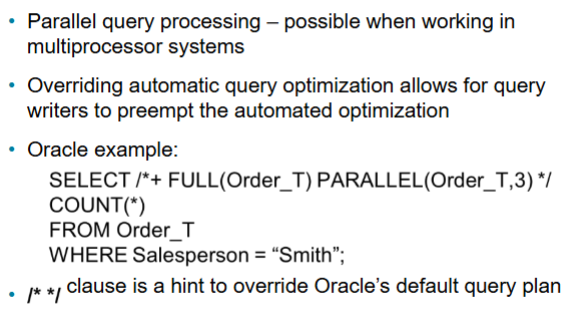 • Parallel query processing – possible when working in
multiprocessor systems
• Overriding automatic query optimization allows for query
writers to preempt the automated optimization
• Oracle example:
SELECT /*+ FULL(Order_T) PARALLEL(Order_T,3) */
COUNT(*)
FROM Order_T
WHERE Salesperson = “Smith”;
• /* */ clause is a hint to override Oracle’s default query plan